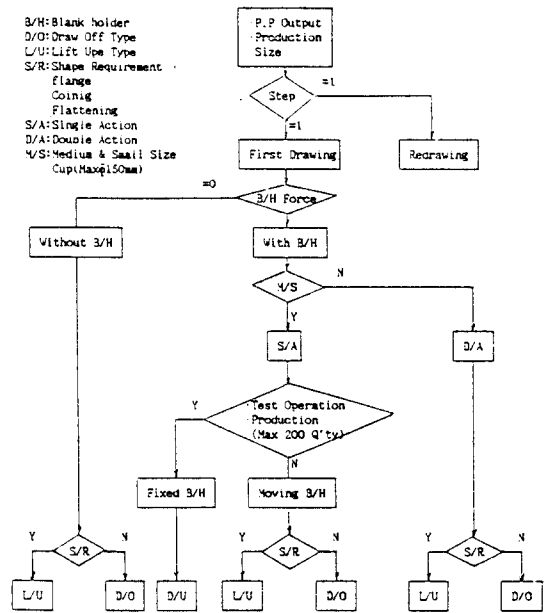 B/H:Blank holder
D/O:Draw Off Type
L/U:Lift Upe Type
S/R:Shape Requirement
flange
Coinig
Flattening
S/A:Single Action
D/A:Double Action
M/S:Medium & Small Size
Cup(Maxφ150mm)
P.P Output
Production
Size
Step
=1
=1
First Drawing
Redrawing
B/H Force
=0
Without B/H
With B/H
M/S
N
Y
S/A
D/A
Test Operation
Production
(Max 200 Q'ty)
Y
N
Fixed B/H
Moving B/H
Y
S/R
N
Y
S/R
N
Y
S/R
N
L/U
D/O
D/U
L/U
D/O
L/U
D/O